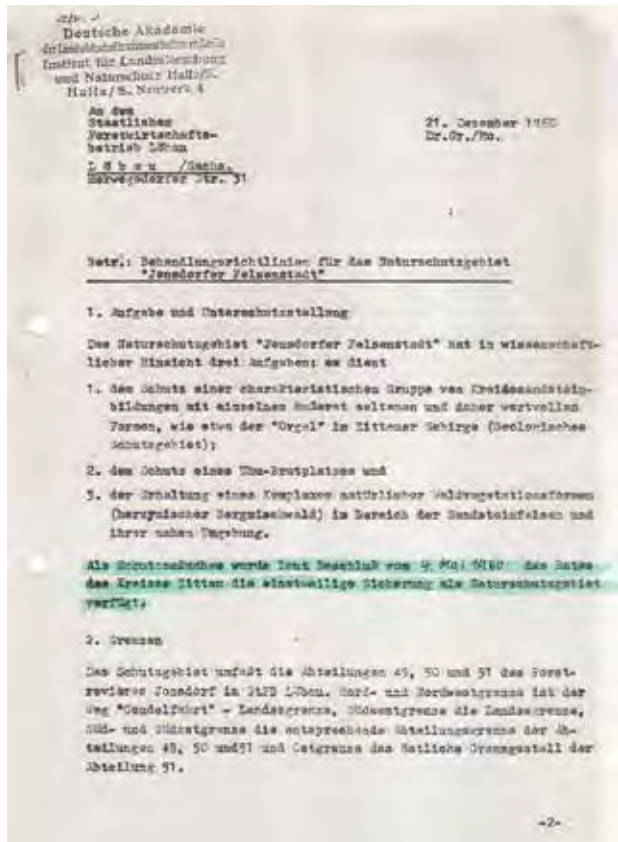 Deutsche Akademie
Institut für Landesforschung
und Naturschutz Halle/S.
Halle/S. Neuwerk 4
An den
Staatlichen
Forstwirtschafts-
betrieb Löbau
L ö b a u /Sachs.
Herwigsdorfer Str. 31
21. Dezember 1960
Dr.Gr./Mo.
Betr.: Behandlungsrichtlinien für das Naturschutzgebiet
"Jonsdorfer Felsenstadt"
1. Aufgabe und Unterschutzstellung
Das Naturschutzgebiet "Jonsdorfer Felsenstadt" hat in wissenschaft-
licher Hinsicht drei Aufgaben; es dient
1. dem Schutz einer charakteristischen Gruppe von Kreidesandstein-
bildungen mit einzelnen äußerst seltenen und daher wertvollen
Formen, wie etwa der "Orgel" im Zittauer Gebirge (Geologisches
Schutzgebiet);
2. dem Schutz eines Uhu-Brutplatzes und
3. der Erhaltung eines Komplexes natürlicher Waldvegetationsformen
(herzynischer Bergmischwald) im Bereich der Sandsteinfelsen und
ihrer nahen Umgebung.
Als Schutzmaßnahme wurde laut Beschluß vom 4. Mai 1960 des Rates
des Kreises Zittau die einstweilige Sicherung als Naturschutzgebiet
verfügt.
2. Grenzen
Das Schutzgebiet umfaßt die Abteilungen 49, 50 und 51 des Forst-
revieres Jonsdorf im StFB Löbau. Nord- und Nordwestgrenze ist der
Weg "Gondelfahrt" - Landesgrenze, Südwestgrenze die Landesgrenze,
Süd- und Südostgrenze die entsprechende Abteilungsgrenze der Ab-
teilungen 49, 50 und51 und Ostgrenze das östliche Grenzgestell der
Abteilung 51.
-2-